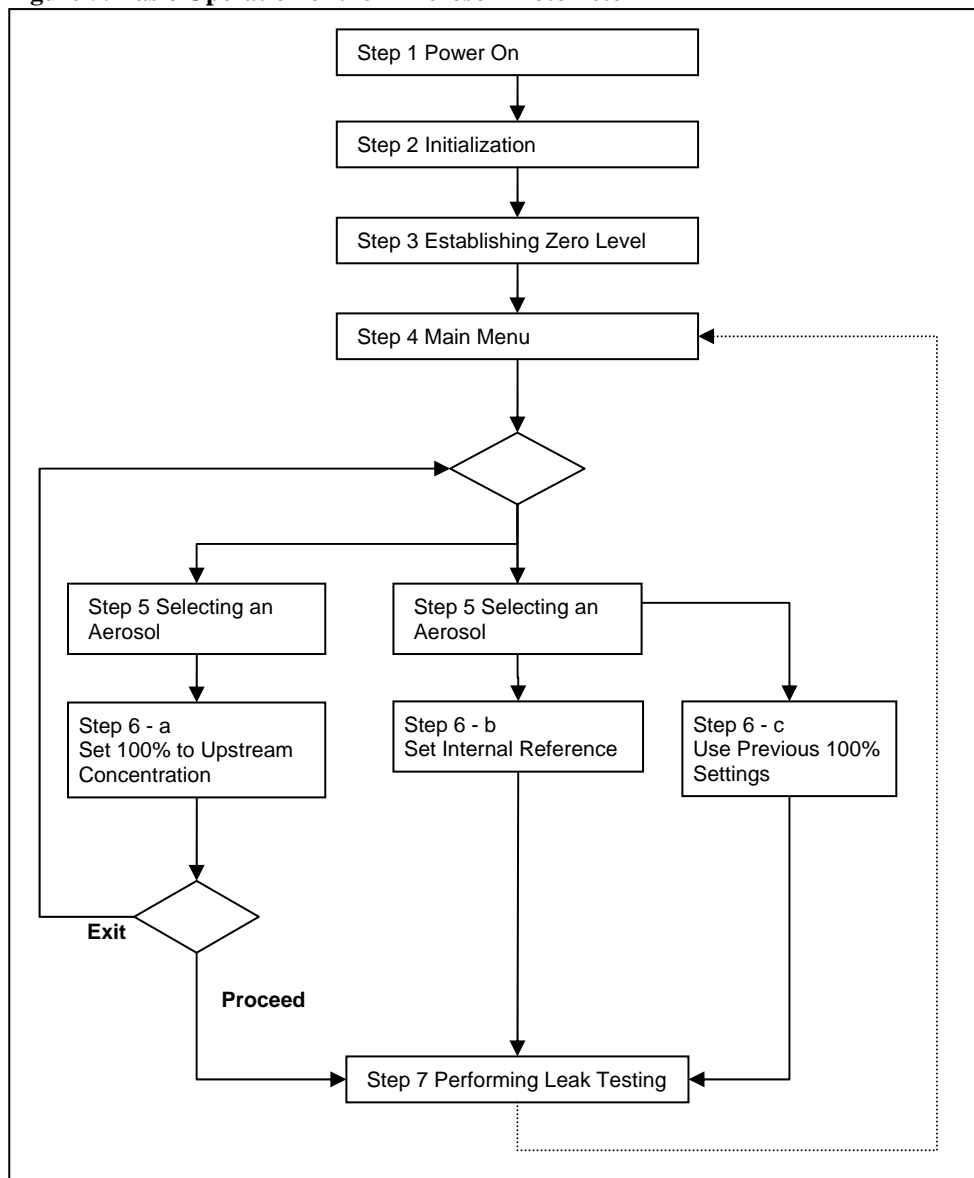 Step 1 Power On
Step 2 Initialization
Step 3 Establishing Zero Level
Step 4 Main Menu
Step 5 Selecting an
Aerosol
Step 5 Selecting an
Aerosol
Step 6 - a
Set 100% to Upstream
Concentration
Step 6 - b
Set Internal Reference
Step 6 - c
Use Previous 100%
Settings
Exit
Proceed
Step 7 Performing Leak Testing